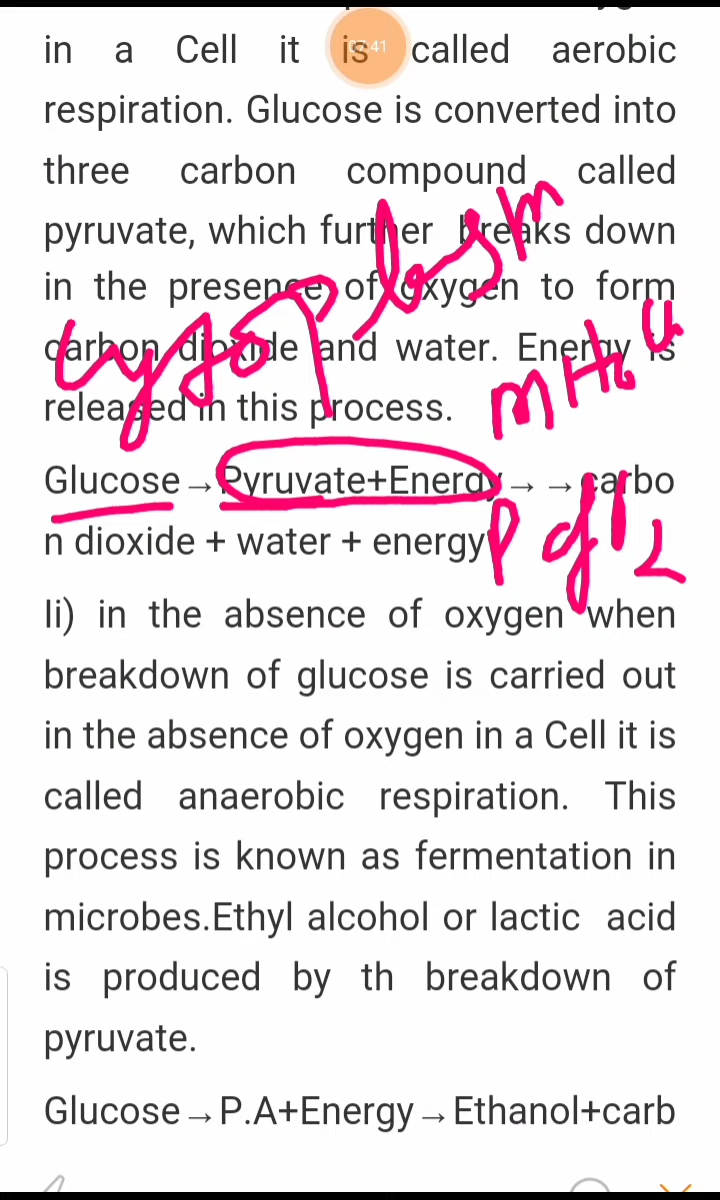 in a Cell it is called aerobic
respiration. Glucose is converted into
three carbon compound called
pyruvate, which further breaks down
in the presence of oxygen to form
carbon dioxide and water. Energy is
released in this process.
cytoplasm
Glucose → Pyruvate+Energy → → carbo
n dioxide + water + energy
Ii) in the absence of oxygen when
breakdown of glucose is carried out
in the absence of oxygen in a Cell it is
called anaerobic respiration. This
process is known as fermentation in
microbes.Ethyl alcohol or lactic acid
is produced by th breakdown of
pyruvate.
Glucose → P.A+Energy → Ethanol+carb